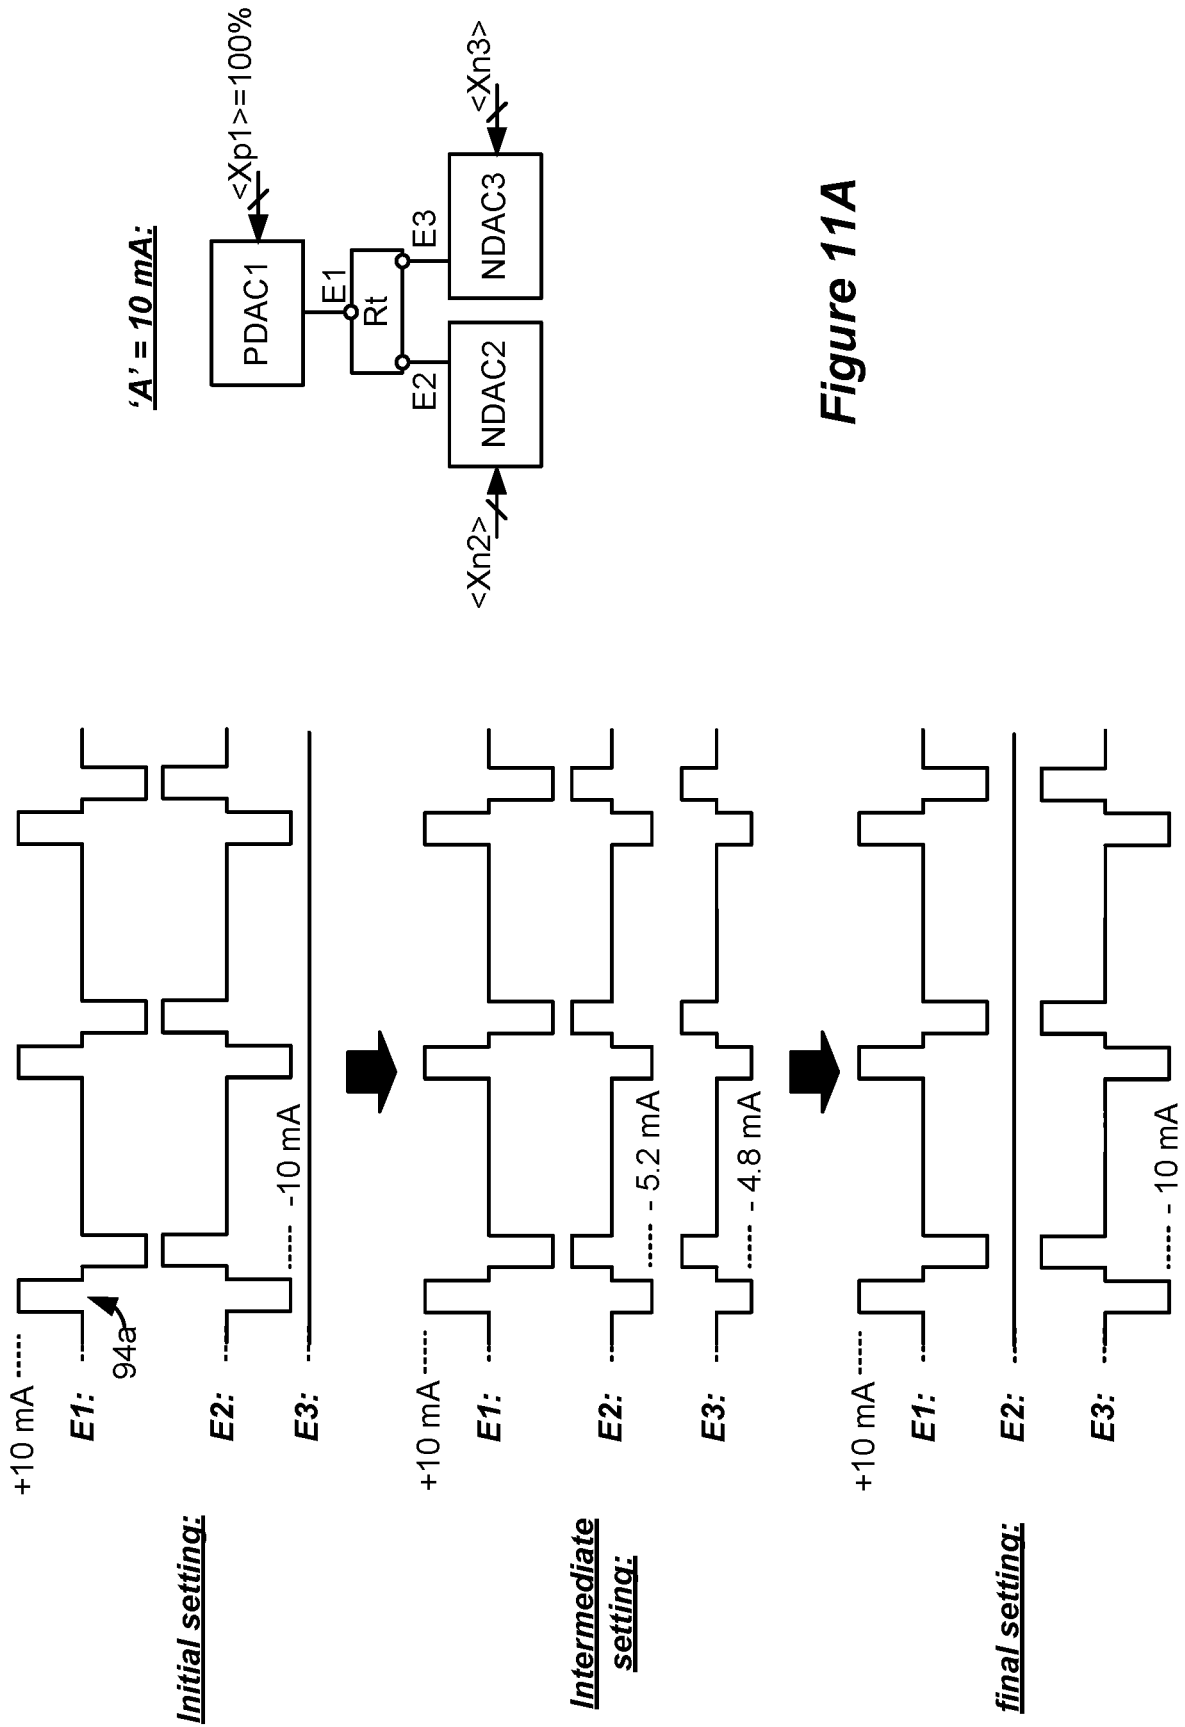 Initial setting:
+10 mA
E1:
94a
E2:
-10 mA
E3:
Intermediate
setting:
+10 mA
E1:
E2:
- 5.2 mA
E3:
- 4.8 mA
final setting:
+10 mA
E1:
E2:
E3:
- 10 mA
‘A’ = 10 mA:
PDAC1
<Xp1>=100%
E1
Rt
E2
E3
NDAC2
NDAC3
<Xn2>
<Xn3>
Figure 11A